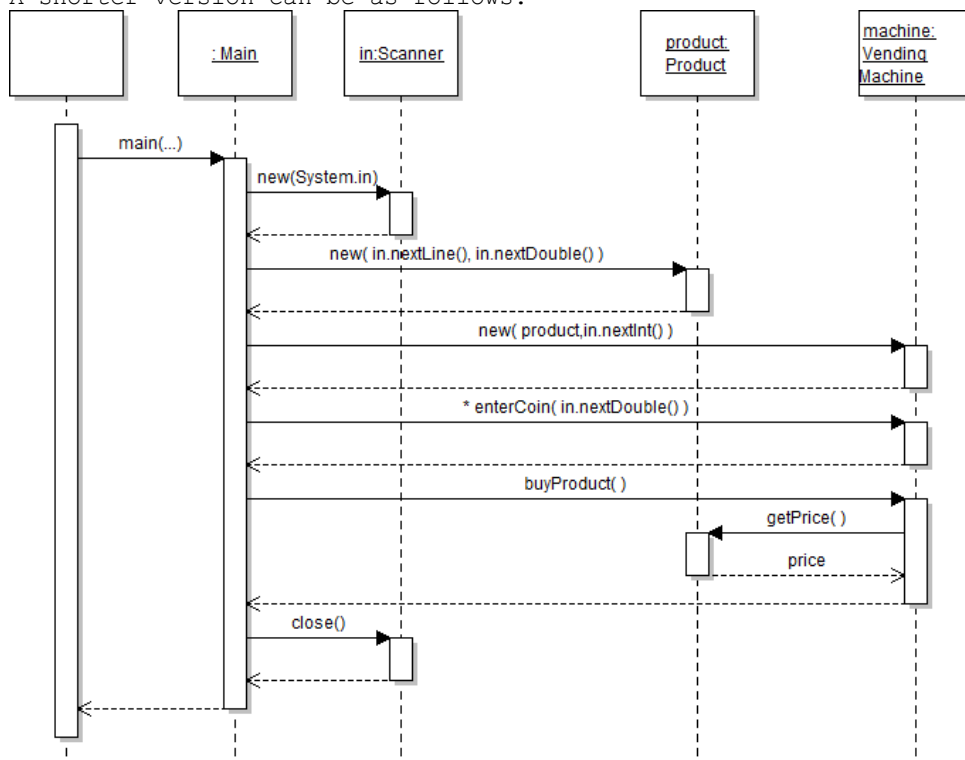 A shorter version can be as follows:
: Main
in:Scanner
product:
Product
machine:
Vending
Machine
main(...)
new(System.in)
new( in.nextLine(), in.nextDouble() )
new( product,in.nextInt() )
* enterCoin( in.nextDouble() )
buyProduct( )
getPrice( )
price
close()